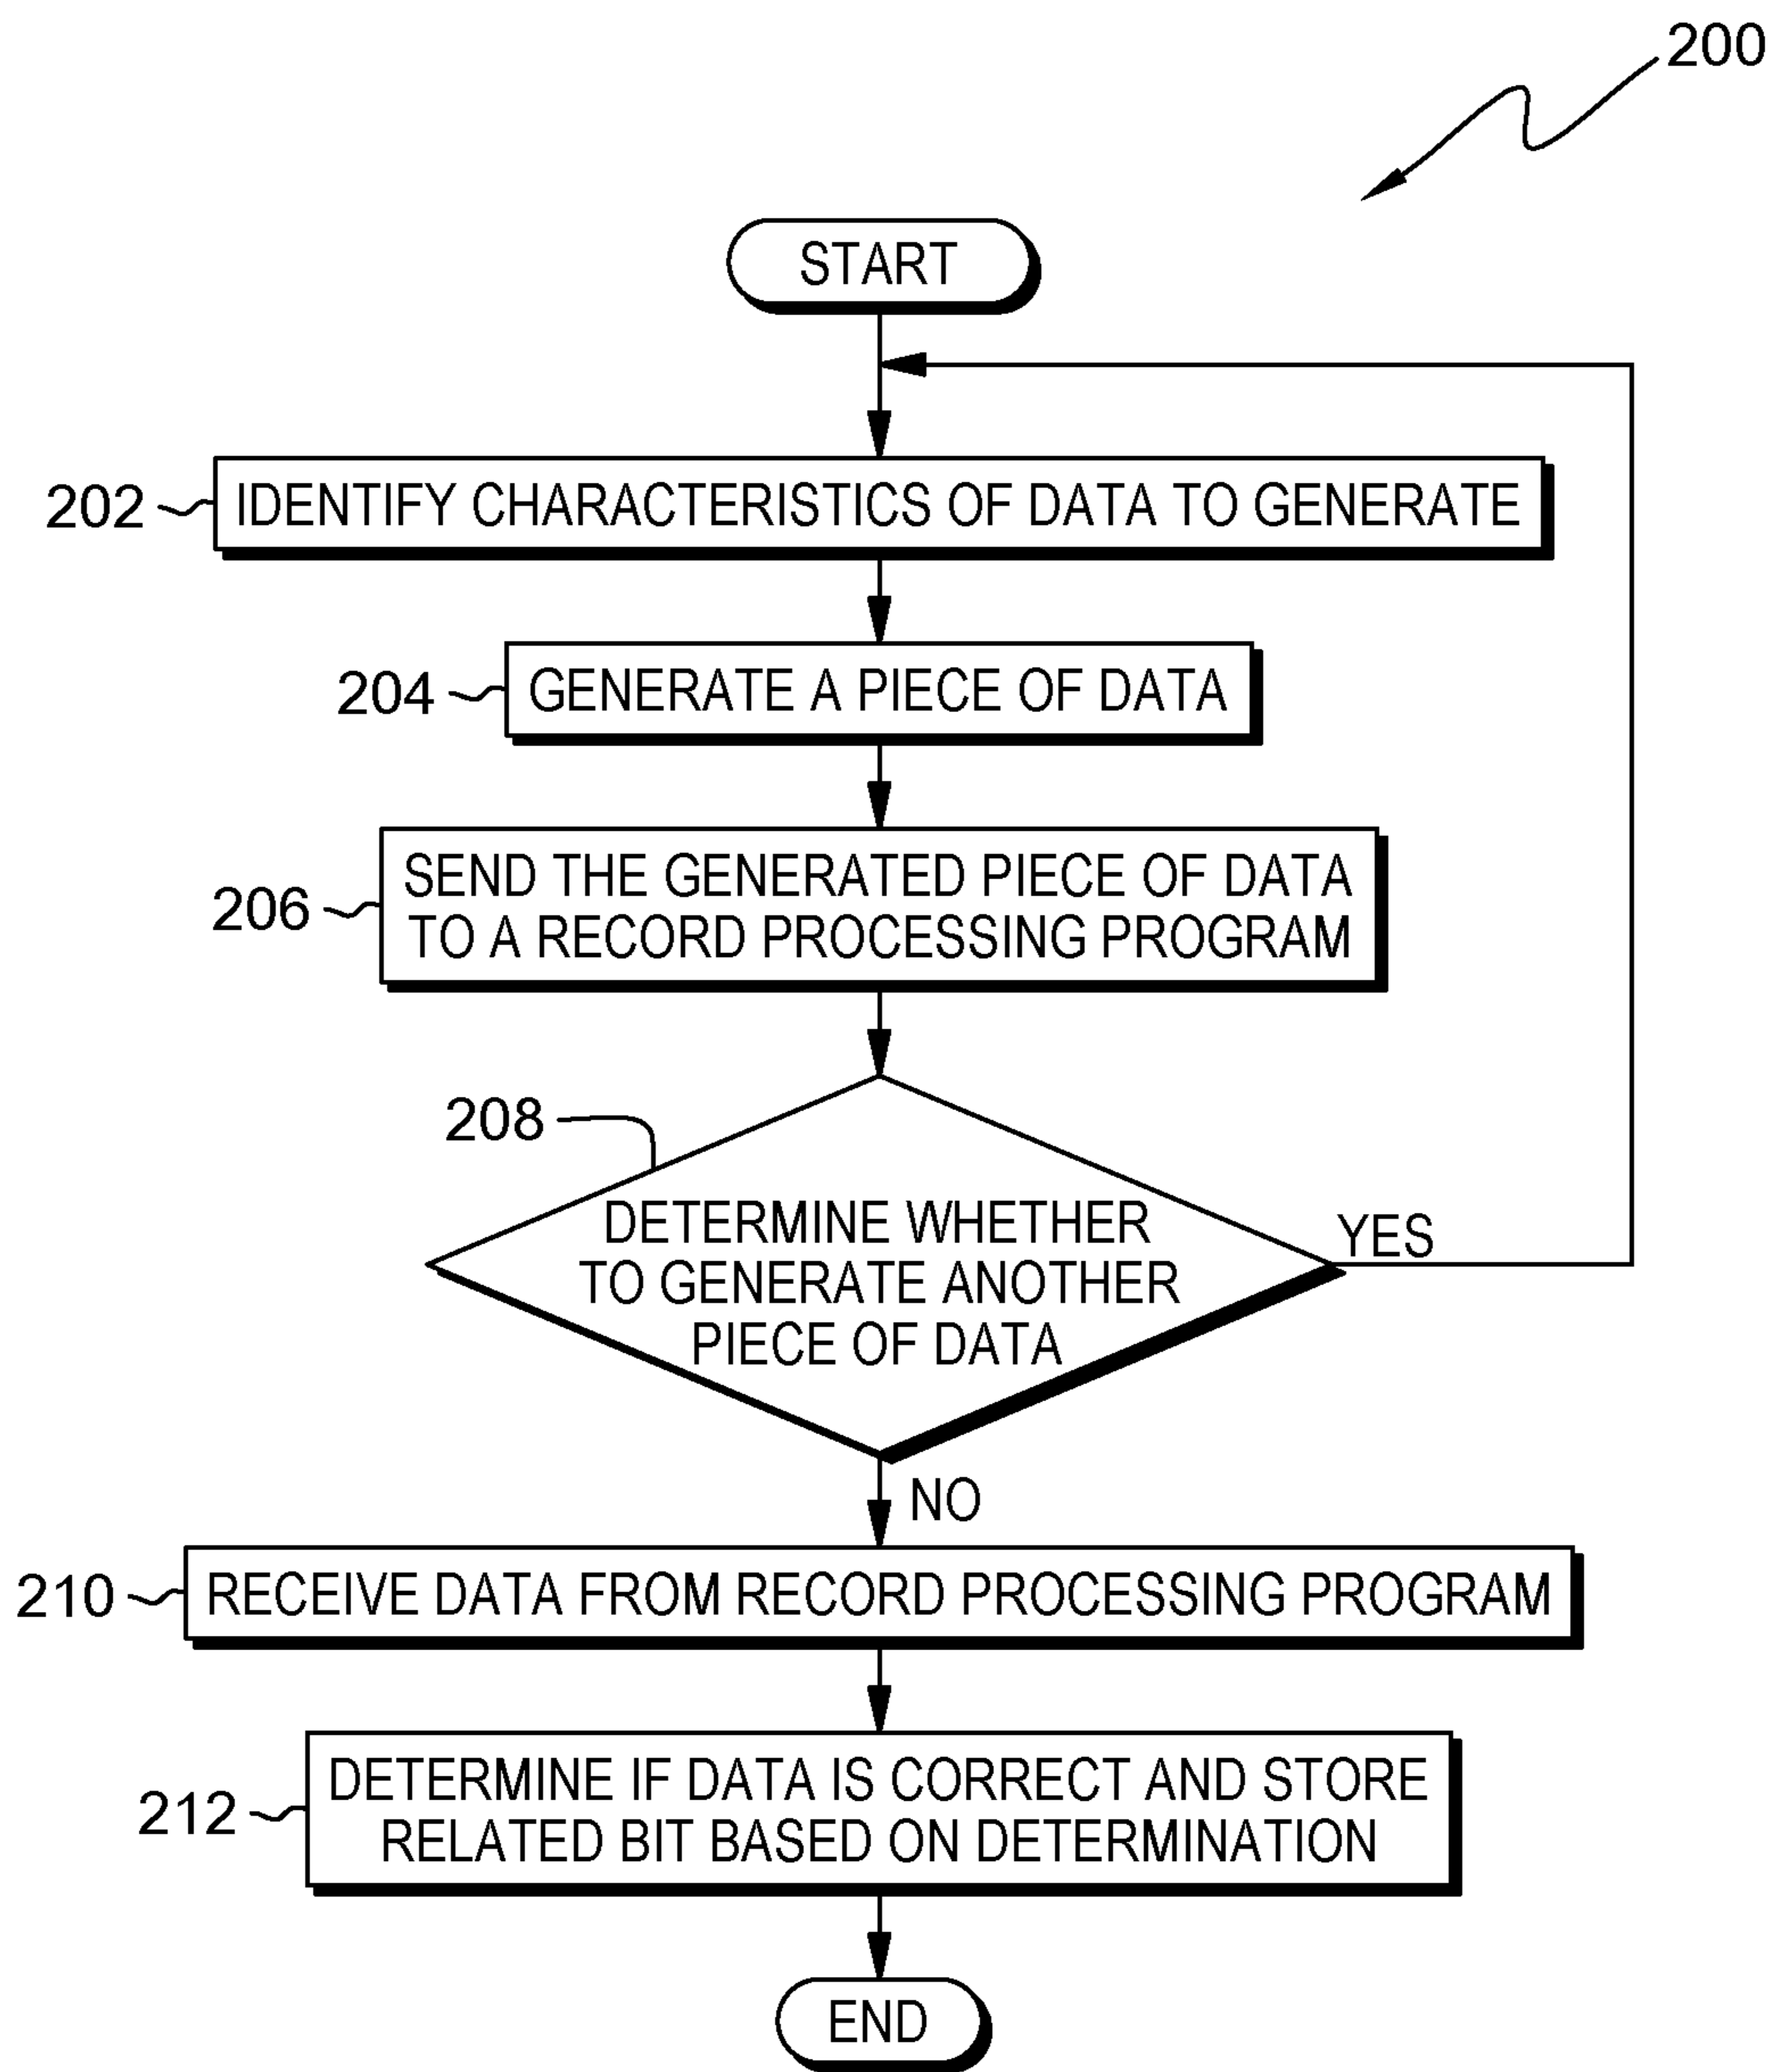 200
START
202
IDENTIFY CHARACTERISTICS OF DATA TO GENERATE
204
GENERATE A PIECE OF DATA
206
SEND THE GENERATED PIECE OF DATA
TO A RECORD PROCESSING PROGRAM
208
DETERMINE WHETHER
TO GENERATE ANOTHER
PIECE OF DATA
YES
NO
210
RECEIVE DATA FROM RECORD PROCESSING PROGRAM
212
DETERMINE IF DATA IS CORRECT AND STORE
RELATED BIT BASED ON DETERMINATION
END